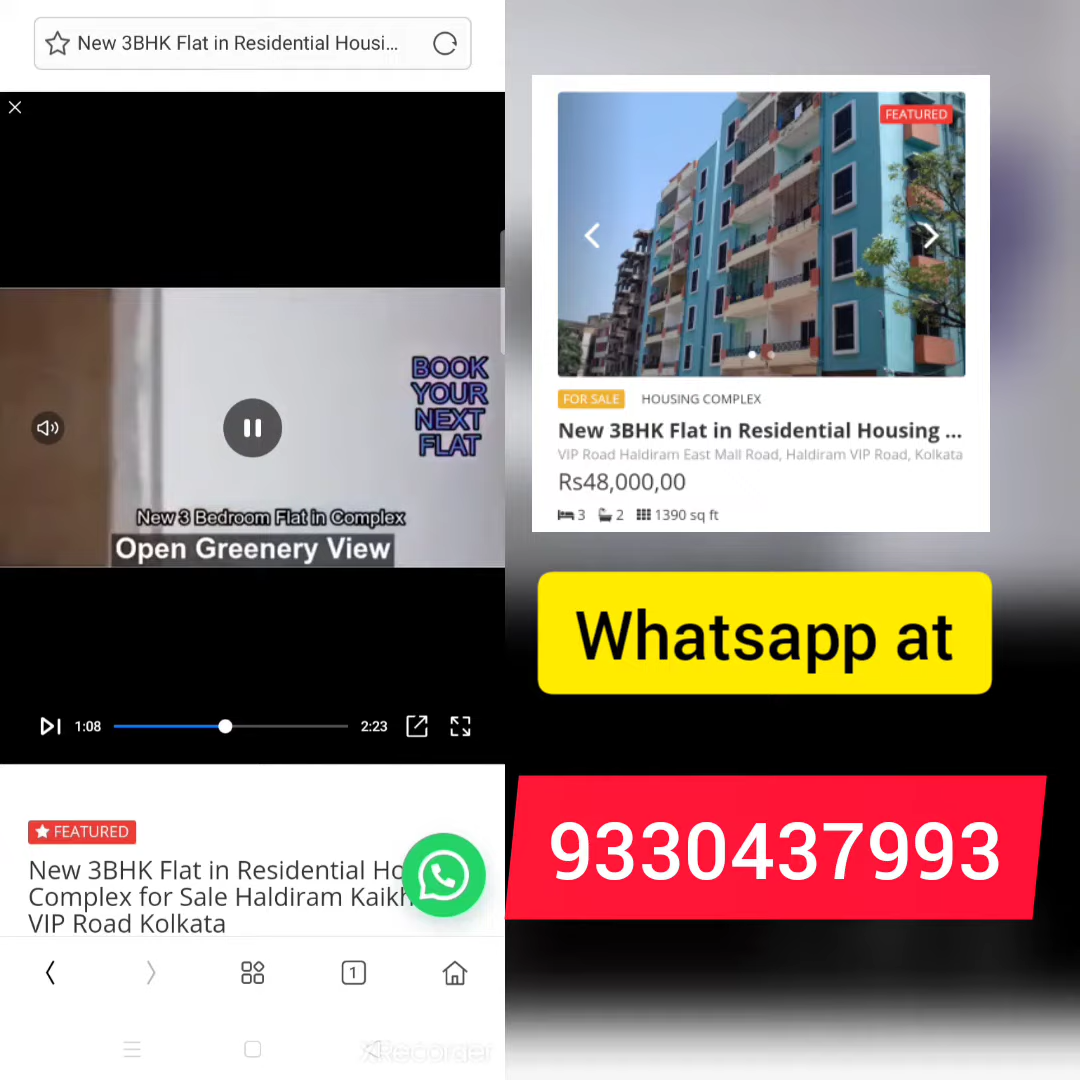 New 3BHK Flat in Residential Housi...
BOOK
YOUR
NEXT
FLAT
New 3 Bedroom Flat in Complex
Open Greenery View
1:08
2:23
FEATURED
New 3BHK Flat in Residential Ho
Complex for Sale Haldiram Kaikh
VIP Road Kolkata
1
XRecorder
FEATURED
FOR SALE HOUSING COMPLEX
New 3BHK Flat in Residential Housing ...
VIP Road Haldiram East Mall Road, Haldiram VIP Road, Kolkata
Rs48,000,00
3 2 1390 sq ft
Whatsapp at
9330437993